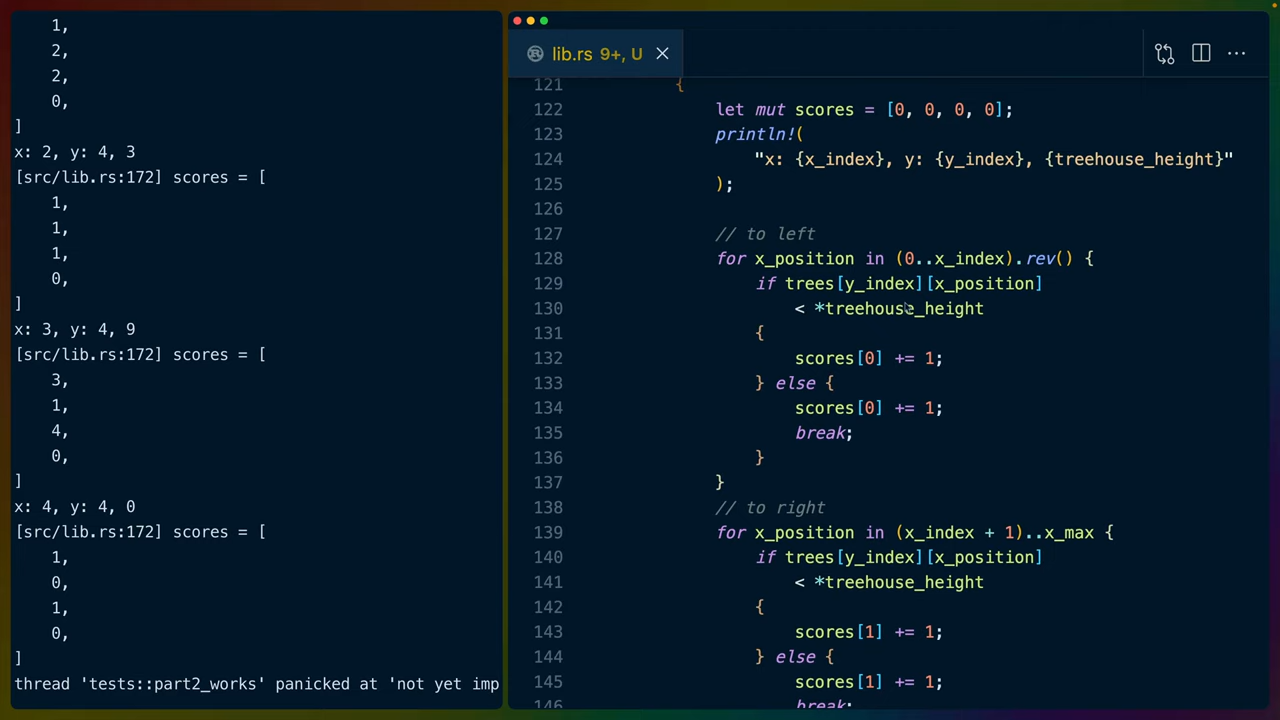 1,
2,
2,
0,
]
x: 2, y: 4, 3
[src/lib.rs:172] scores = [
1,
1,
1,
0,
]
x: 3, y: 4, 9
[src/lib.rs:172] scores = [
3,
1,
4,
0,
]
x: 4, y: 4, 0
[src/lib.rs:172] scores = [
1,
0,
1,
0,
]
thread 'tests::part2_works' panicked at 'not yet imp
lib.rs 9+, U
121 {
122 let mut scores = [0, 0, 0, 0];
123 println!(
124 "x: {x_index}, y: {y_index}, {treehouse_height}"
125 );
126
127 // to left
128 for x_position in (0..x_index).rev() {
129 if trees[y_index][x_position]
130 < *treehouse_height
131 {
132 scores[0] += 1;
133 } else {
134 scores[0] += 1;
135 break;
136 }
137 }
138 // to right
139 for x_position in (x_index + 1)..x_max {
140 if trees[y_index][x_position]
141 < *treehouse_height
142 {
143 scores[1] += 1;
144 } else {
145 scores[1] += 1;
146 break;